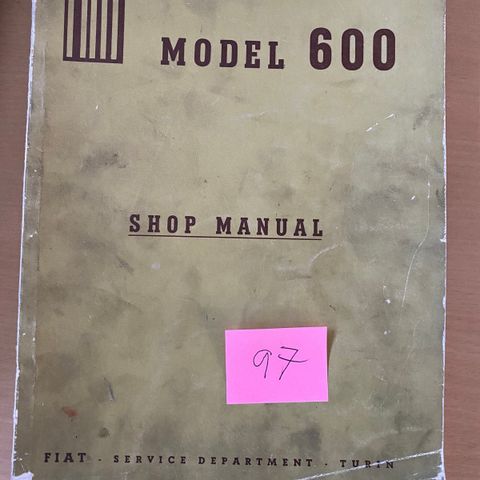 MODEL 600
SHOP MANUAL
97
FIAT - SERVICE DEPARTMENT - TURIN